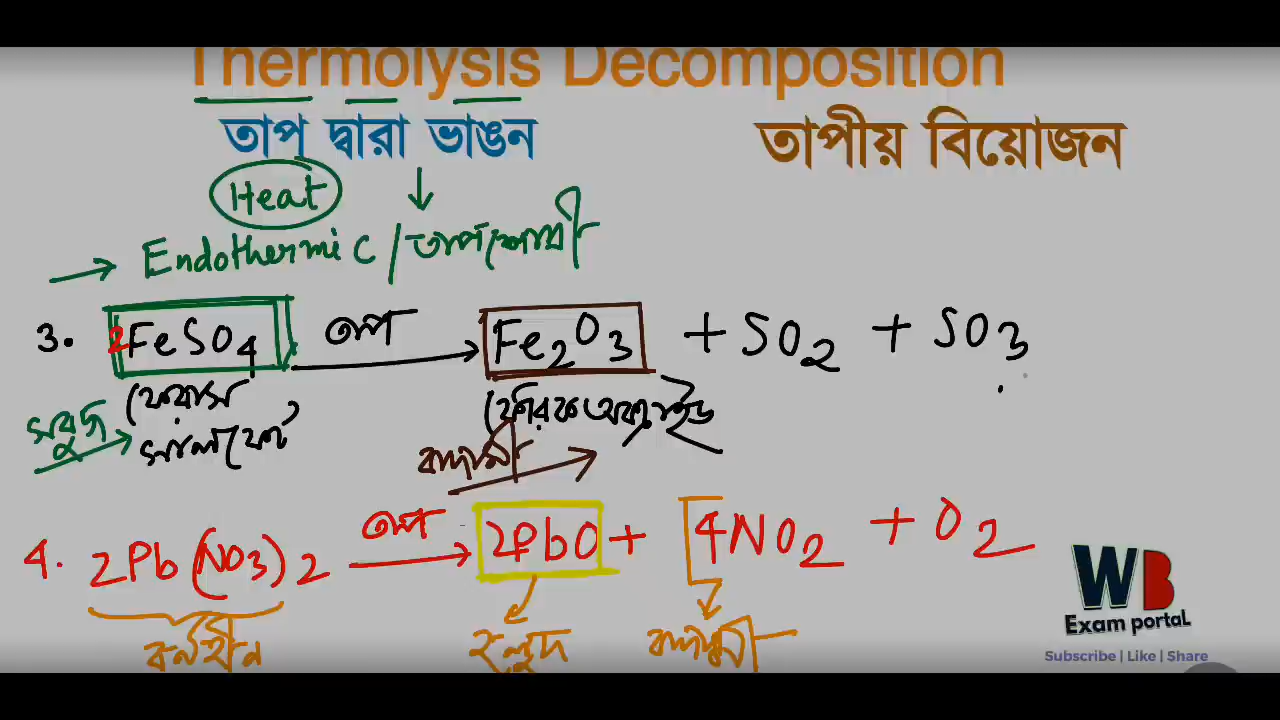 Thermolysis Decomposition
তাপ দ্বারা ভাঙন তাপীয় বিয়োজন
Heat
→ Endothermic / তাপশোষী
3. 2FeSO4 তাপ → Fe2O3 + SO2 + SO3
ফেরাস ফেরিক অক্সাইড
সবুজ সালফেট
বাদামী
4. 2Pb(NO3)2 তাপ → 2PbO + 4NO2 + O2
বর্ণহীন হলুদ বাদামী
WB
Exam portal
Subscribe | Like | Share